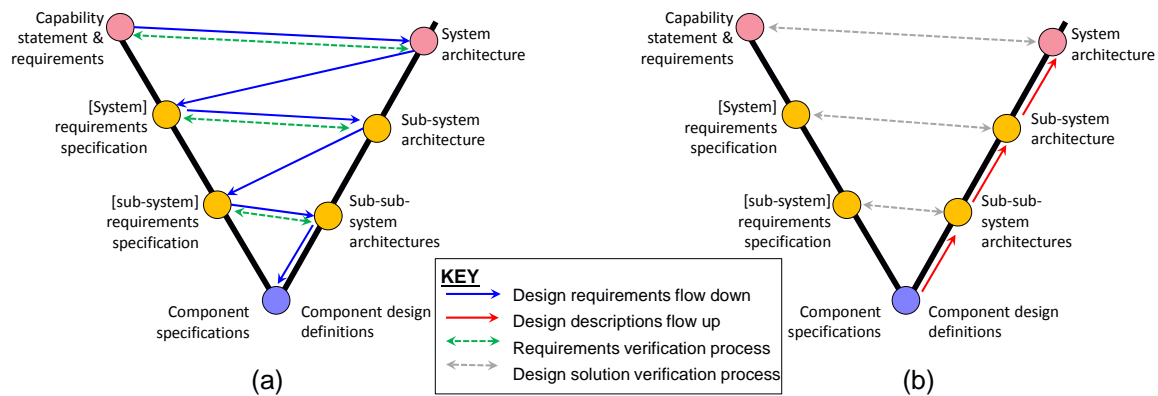 Capability
statement &
requirements
System
architecture
[System]
requirements
specification
Sub-system
architecture
[sub-system]
requirements
specification
Sub-sub-
system
architectures
Component
specifications
Component design
definitions
(a)
KEY
Design requirements flow down
Design descriptions flow up
Requirements verification process
Design solution verification process
Capability
statement &
requirements
System
architecture
[System]
requirements
specification
Sub-system
architecture
[sub-system]
requirements
specification
Sub-sub-
system
architectures
Component
specifications
Component design
definitions
(b)